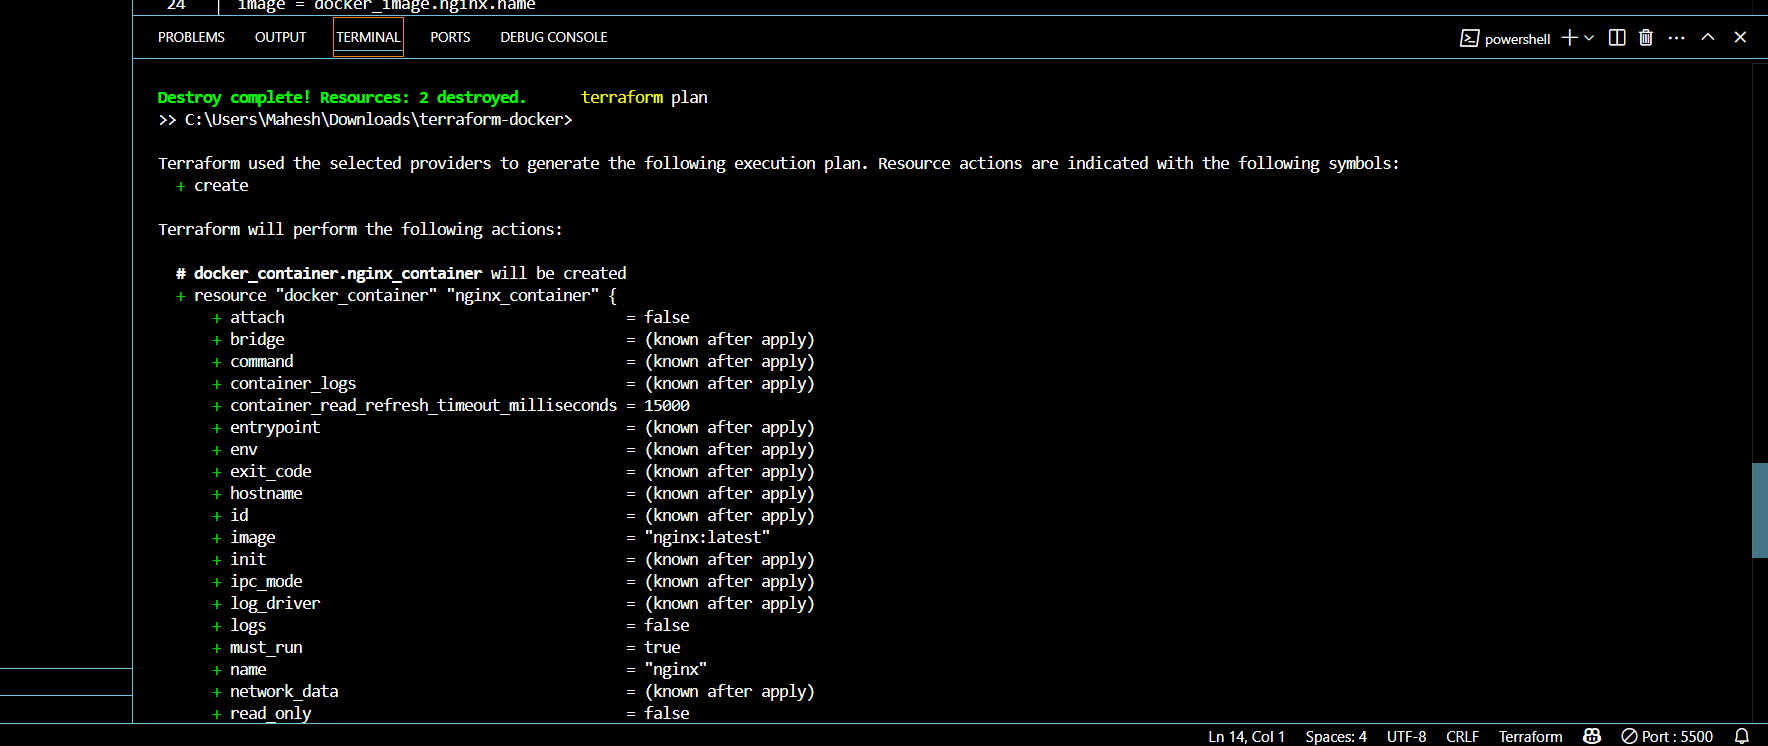 24 image = docker_image.nginx.name
PROBLEMS OUTPUT TERMINAL PORTS DEBUG CONSOLE powershell
Destroy complete! Resources: 2 destroyed. terraform plan
>> C:\Users\Mahesh\Downloads\terraform-docker>
Terraform used the selected providers to generate the following execution plan. Resource actions are indicated with the following symbols:
+ create
Terraform will perform the following actions:
# docker_container.nginx_container will be created
+ resource "docker_container" "nginx_container" {
+ attach = false
+ bridge = (known after apply)
+ command = (known after apply)
+ container_logs = (known after apply)
+ container_read_refresh_timeout_milliseconds = 15000
+ entrypoint = (known after apply)
+ env = (known after apply)
+ exit_code = (known after apply)
+ hostname = (known after apply)
+ id = (known after apply)
+ image = "nginx:latest"
+ init = (known after apply)
+ ipc_mode = (known after apply)
+ log_driver = (known after apply)
+ logs = false
+ must_run = true
+ name = "nginx"
+ network_data = (known after apply)
+ read_only = false
Ln 14, Col 1 Spaces: 4 UTF-8 CRLF Terraform Port : 5500